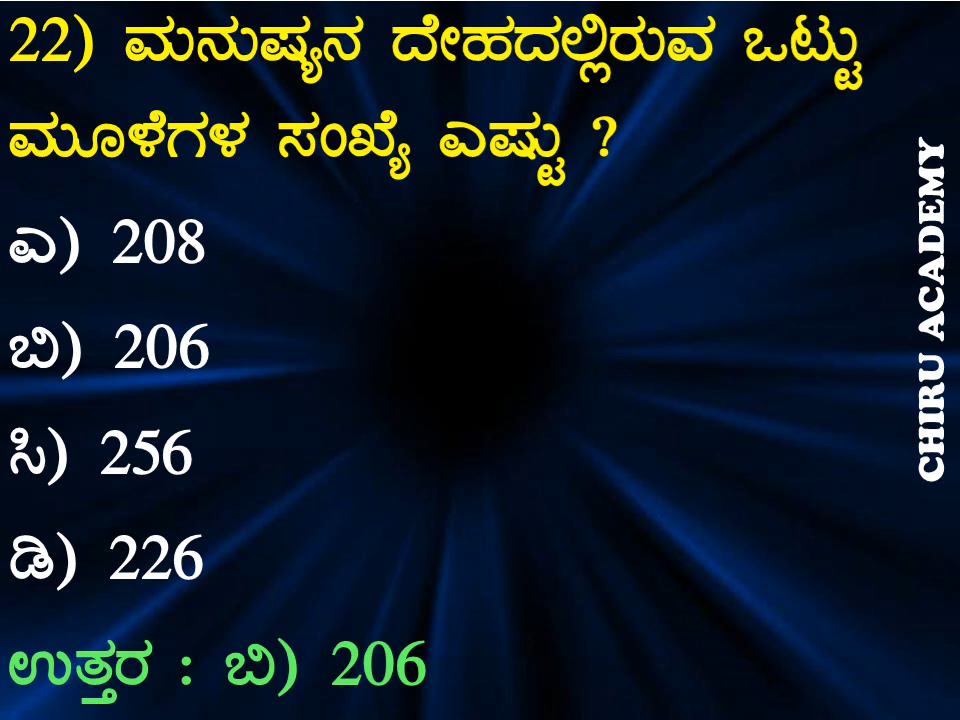 22) ಮನುಷ್ಯನ ದೇಹದಲ್ಲಿರುವ ಒಟ್ಟು
ಮೂಳೆಗಳ ಸಂಖ್ಯೆ ಎಷ್ಟು ?
ಎ) 208
ಬಿ) 206
ಸಿ) 256
ಡಿ) 226
ಉತ್ತರ : ಬಿ) 206
CHIRU ACADEMY